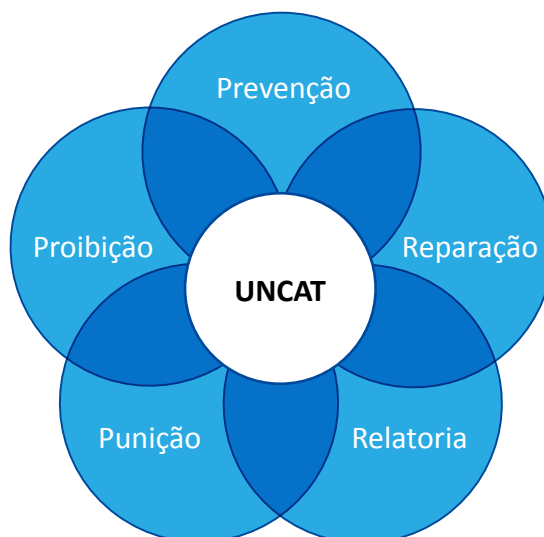 Prevenção
Proibição
Reparação
UNCAT
Punição
Relatoria